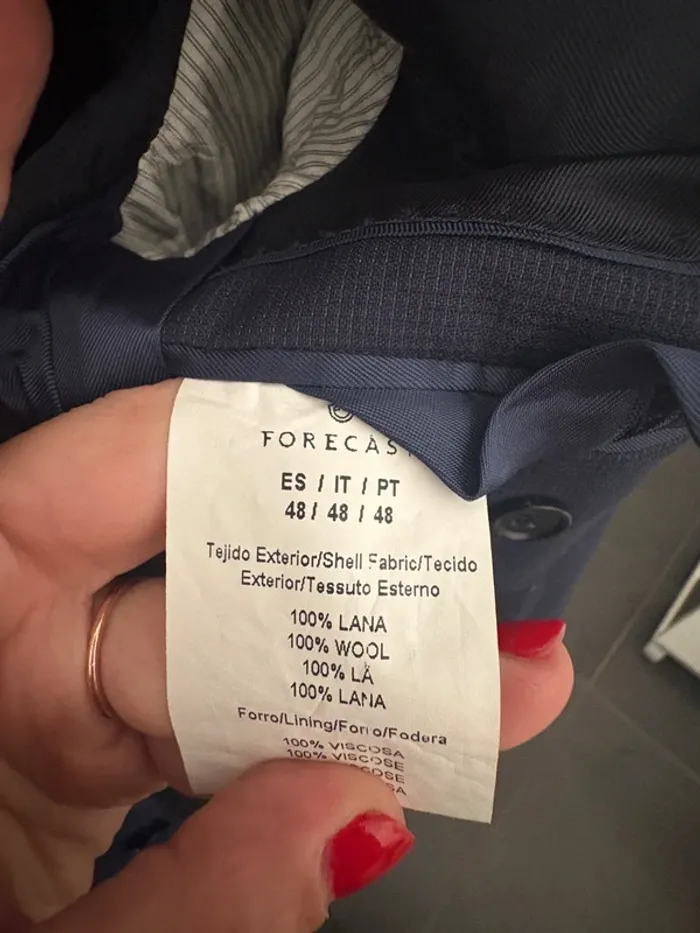 FORECAS
ES / IT / PT
48 / 48 / 48
Tejido Exterior/Shell Fabric/Tecido
Exterior/Tessuto Esterno
100% LANA
100% WOOL
100% LÃ
100% LANA
Forro/Lining/Forro/Fodera
100% VISCOSA
100% VISCOSE